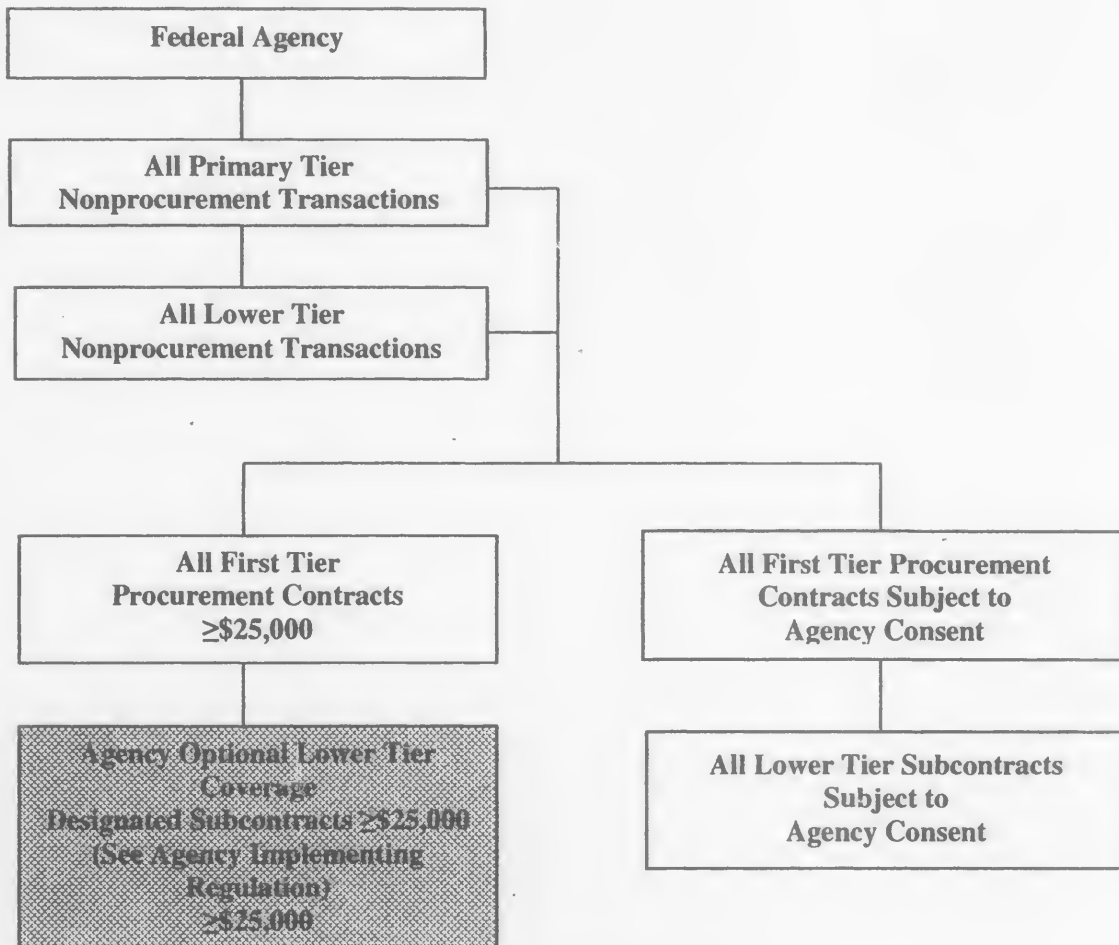 Federal Agency
All Primary Tier
Nonprocurement Transactions
All Lower Tier
Nonprocurement Transactions
All First Tier
Procurement Contracts
≥$25,000
All First Tier Procurement
Contracts Subject to
Agency Consent
Agency Optional Lower Tier
Coverage
Designated Subcontracts ≥$25,000
(See Agency Implementing
Regulation)
≥$25,000
All Lower Tier Subcontracts
Subject to
Agency Consent